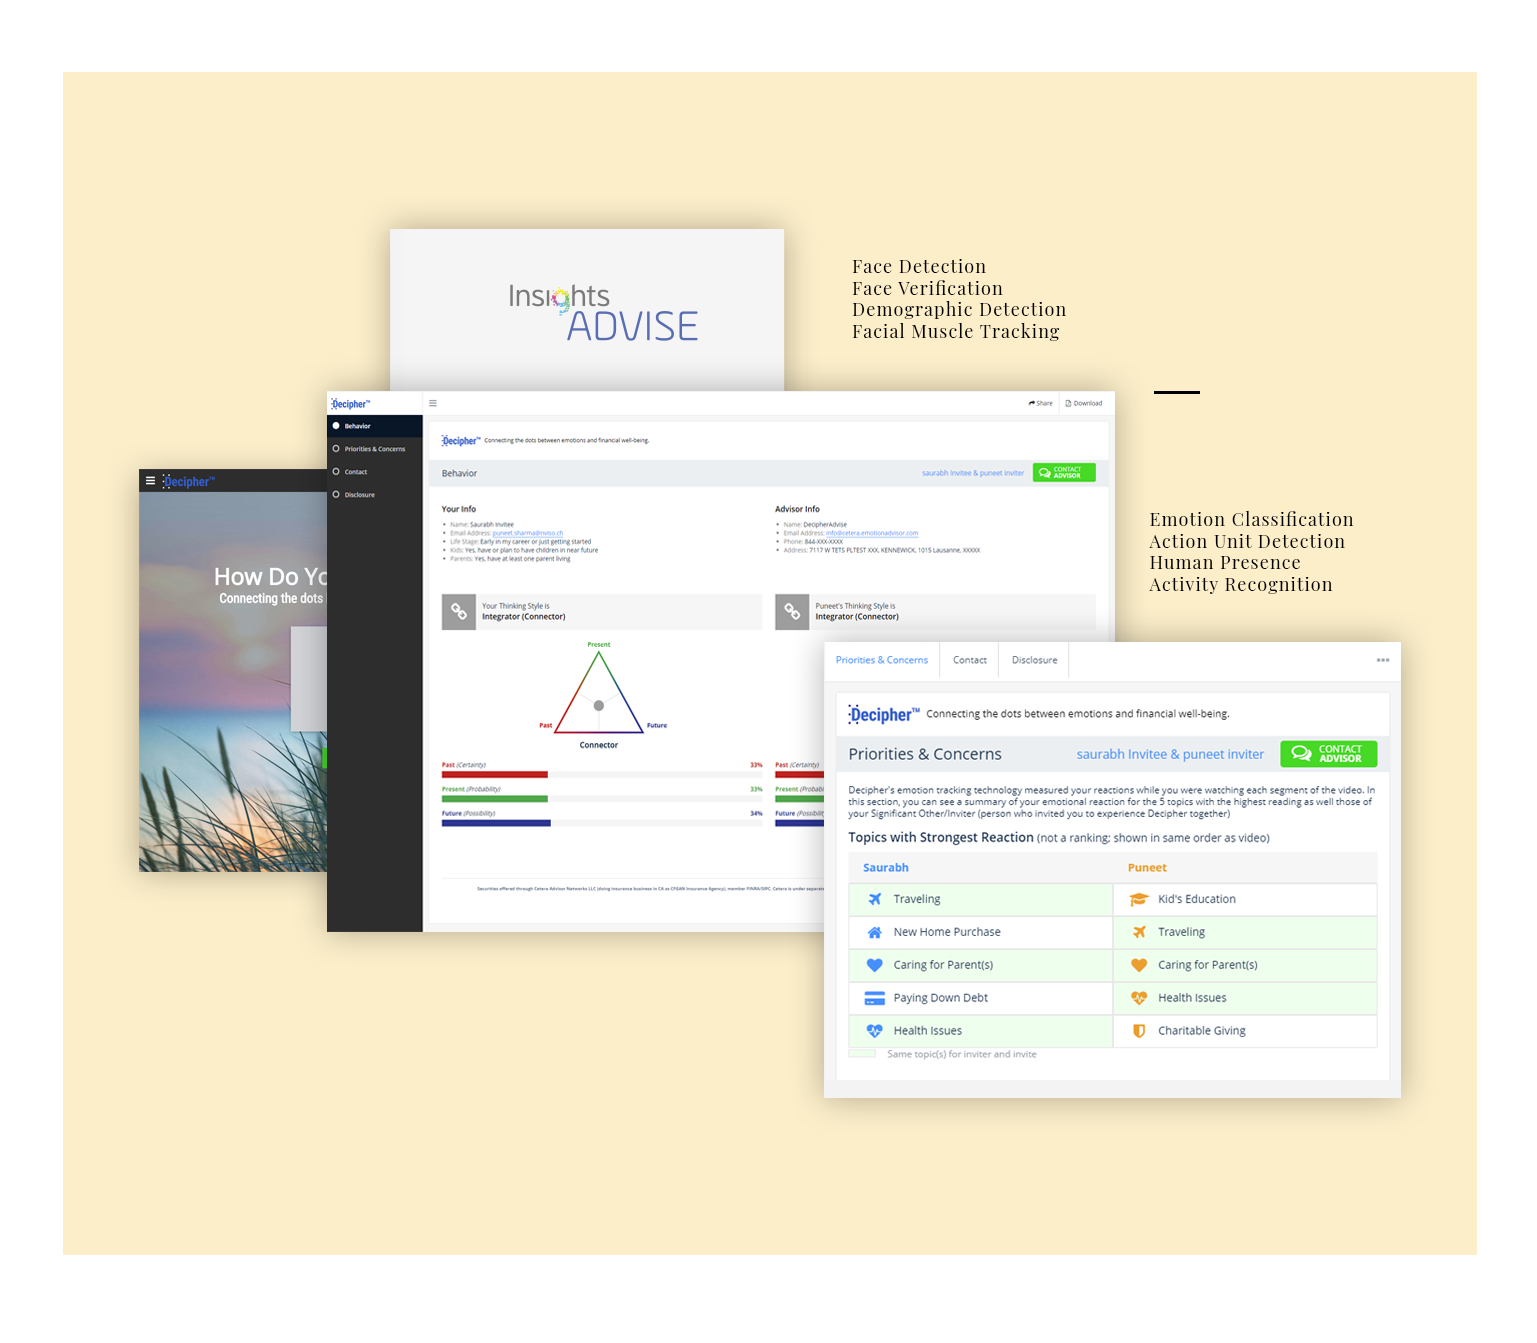 Insights
ADVISE
Face Detection
Face Verification
Demographic Detection
Facial Muscle Tracking
Emotion Classification
Action Unit Detection
Human Presence
Activity Recognition
Decipher™
How Do Yo
Connecting the dots
Decipher™
Behavior
Priorities & Concerns
Contact
Disclosure
Share
Download
Decipher™ Connecting the dots between emotions and financial well-being.
Behavior
saurabh Invitee & puneet inviter
CONTACT
ADVISOR
Your Info
Name: Saurabh Invitee
Email Address: puneet.sharma@nviso.ch
Life Stage: Early in my career or just getting started
Kids: Yes, have or plan to have children in near future
Parents: Yes, have at least one parent living
Advisor Info
Name: DecipherAdvise
Email Address: info@cetera.emotionadvisor.com
Phone: 844-XXX-XXXX
Address: 7117 W TETS PLTEST XXX, KENNEWICK, 1015 Lausanne, XXXXX
Your Thinking Style is
Integrator (Connector)
Puneet's Thinking Style is
Integrator (Connector)
Present
Past
Future
Connector
Past (Certainty) 33%
Present (Probability) 33%
Future (Possibility) 34%
Past (Certainty)
Present (Probab
Future (Possibility)
Securities offered through Cetera Advisor Networks LLC (doing insurance business in CA as CFGAN Insurance Agency), member FINRA/SIPC. Cetera is under separate
Priorities & Concerns
Contact
Disclosure
Decipher™ Connecting the dots between emotions and financial well-being.
Priorities & Concerns
saurabh Invitee & puneet inviter
CONTACT
ADVISOR
Decipher's emotion tracking technology measured your reactions while you were watching each segment of the video. In
this section, you can see a summary of your emotional reaction for the 5 topics with the highest reading as well those of
your Significant Other/Inviter (person who invited you to experience Decipher together)
Topics with Strongest Reaction (not a ranking; shown in same order as video)
Saurabh Puneet
Traveling Kid's Education
New Home Purchase Traveling
Caring for Parent(s) Caring for Parent(s)
Paying Down Debt Health Issues
Health Issues Charitable Giving
Same topic(s) for inviter and invite